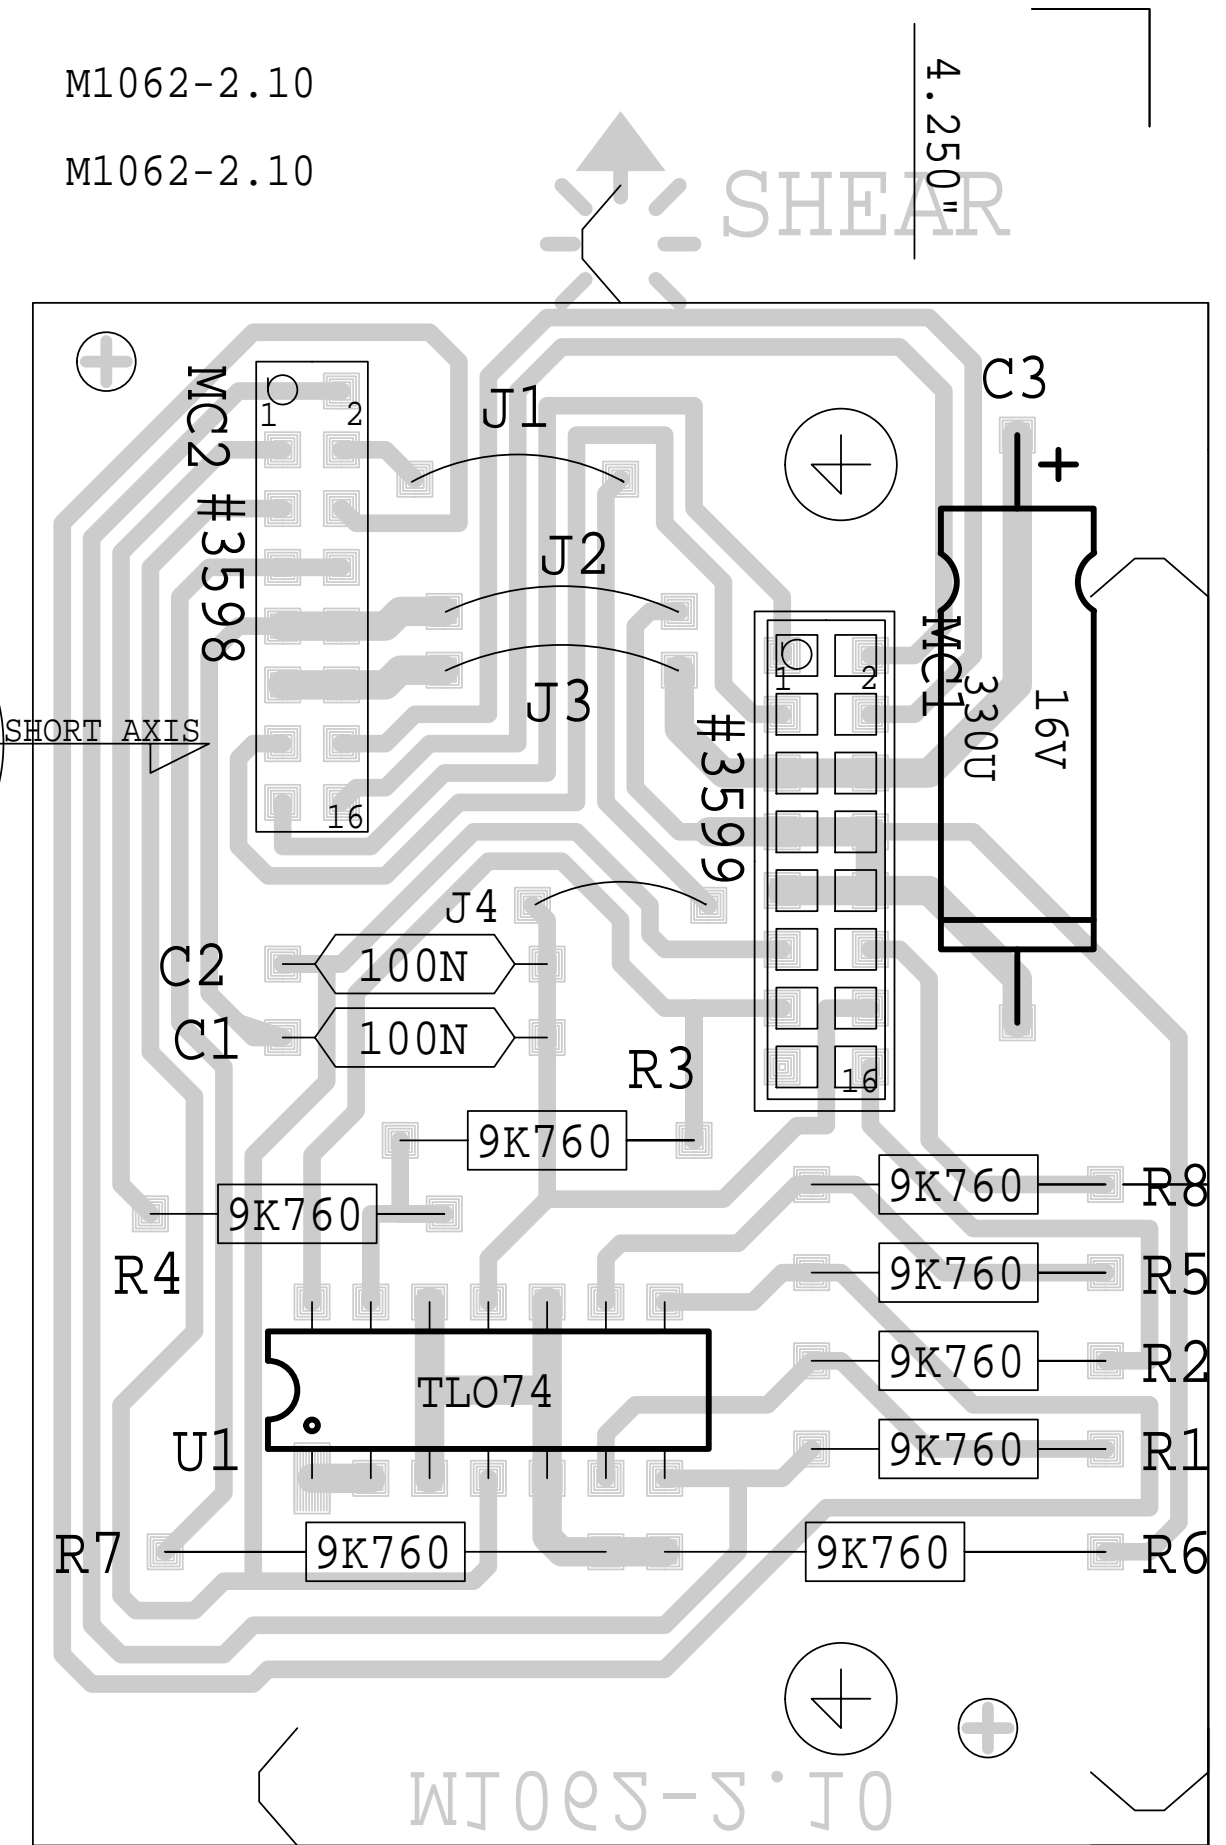 M1062-2.10
M1062-2.10
4.250"
SHEAR
MC2 #3598
1
2
16
J1
C3
+
J2
J3
MC1
#3599
1
2
16
330U
16V
SHORT AXIS
J4
C2
100N
C1
100N
R3
9K760
9K760
R4
9K760
R8
9K760
R5
9K760
R2
9K760
R1
TLO74
U1
R7
9K760
9K760
R6
M1062-2.10